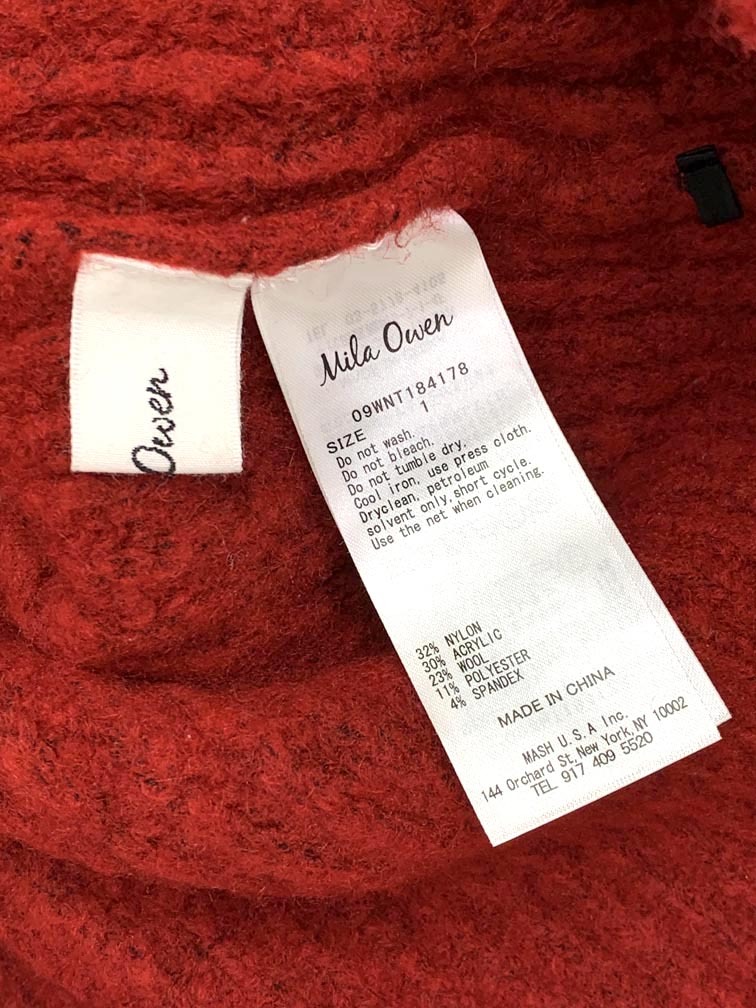 Owen
Mila Owen
09WNT184178
SIZE 1
Do not wash.
Do not bleach.
Do not tumble dry.
Cool iron, use press cloth.
Dryclean, petroleum
solvent only,short cycle.
Use the net when cleaning.
32% NYLON
30% ACRYLIC
23% WOOL
11% POLYESTER
4% SPANDEX
MADE IN CHINA
MASH U.S.A Inc.
144 Orchard St, New York, NY 10002
TEL 917 409 5520